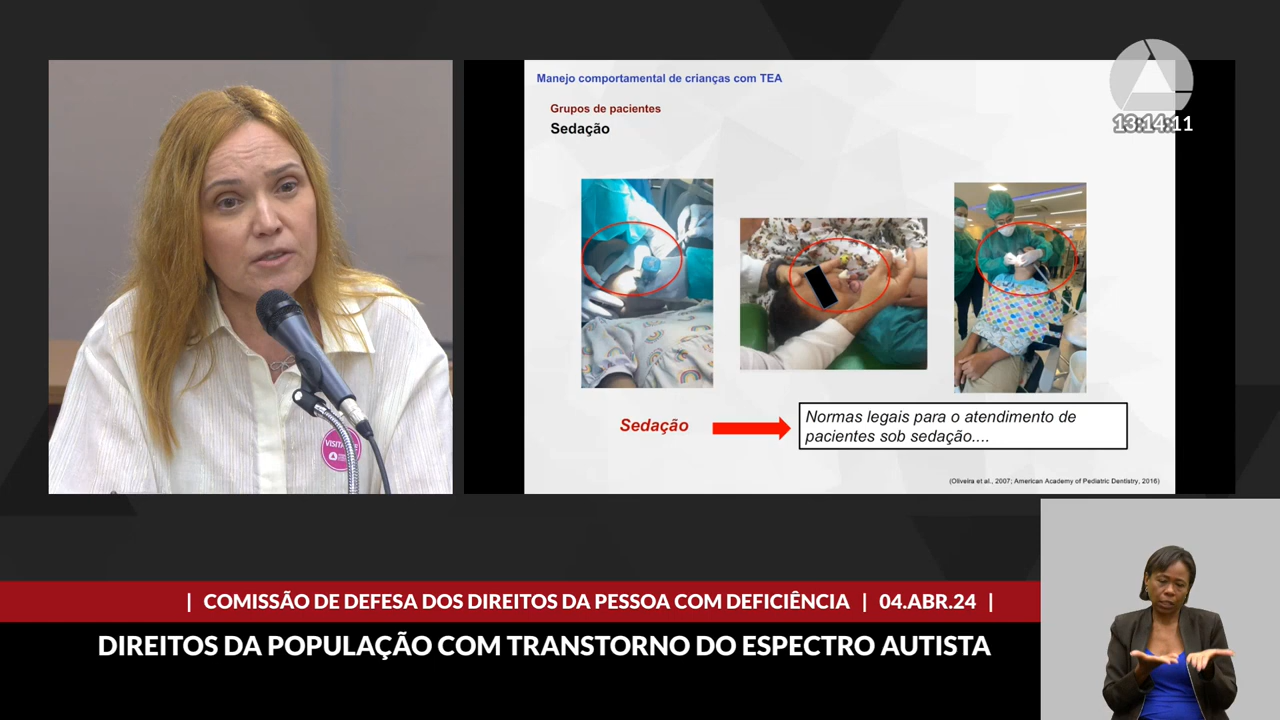 Manejo comportamental de crianças com TEA
Grupos de pacientes
Sedação
13:14:11
Sedação
Normas legais para o atendimento de
pacientes sob sedação....
(Oliveira et al., 2007; American Academy of Pediatric Dentistry, 2016)
| COMISSÃO DE DEFESA DOS DIREITOS DA PESSOA COM DEFICIÊNCIA | 04.ABR.24 |
DIREITOS DA POPULAÇÃO COM TRANSTORNO DO ESPECTRO AUTISTA